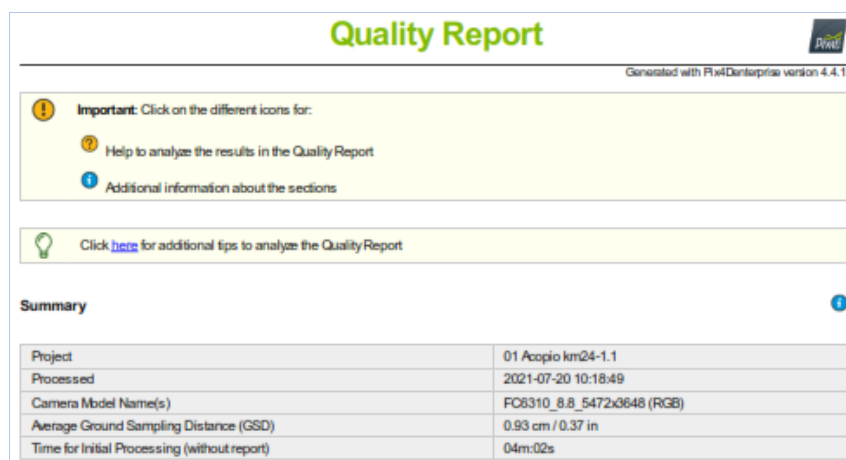 Quality Report
Generated with Pix4Denterprise version 4.4.1
Important: Click on the different icons for:
Help to analyze the results in the Quality Report
Additional information about the sections
Click here for additional tips to analyze the Quality Report
Summary
Project 01 Acopio km24-1.1
Processed 2021-07-20 10:18:49
Camera Model Name(s) FC6310_8.8_5472x3648 (RGB)
Average Ground Sampling Distance (GSD) 0.93 cm / 0.37 in
Time for Initial Processing (without report) 04m:02s